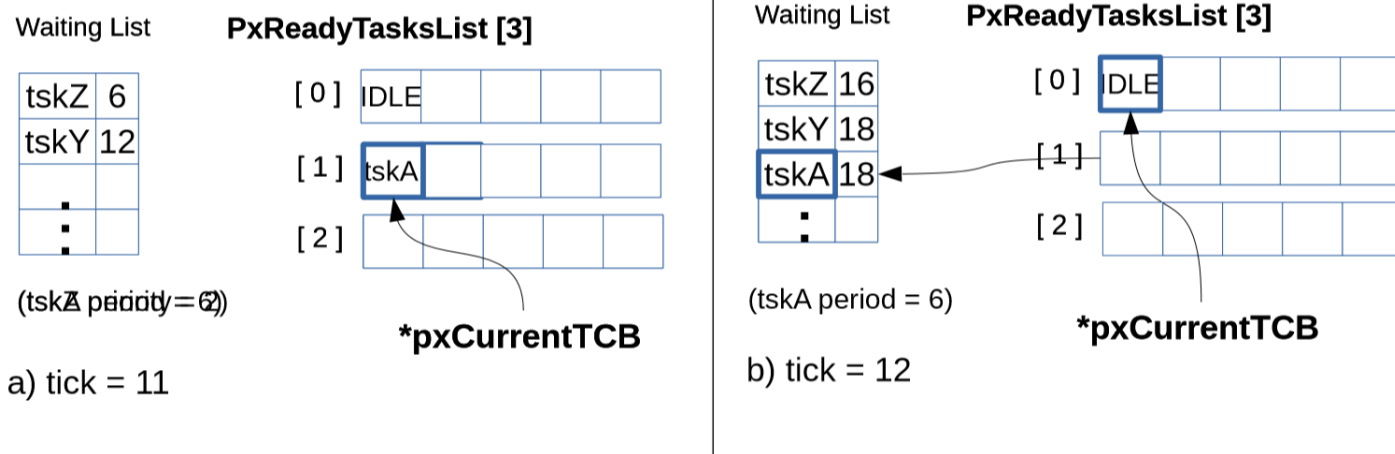 Waiting List
PxReadyTasksList [3]
tskZ 6
tskY 12
[0] IDLE
[1] tskA
[2]
*pxCurrentTCB
a) tick = 11
Waiting List
PxReadyTasksList [3]
tskZ 16
tskY 18
tskA 18
[0] IDLE
[1]
[2]
(tskA period = 6)
*pxCurrentTCB
b) tick = 12